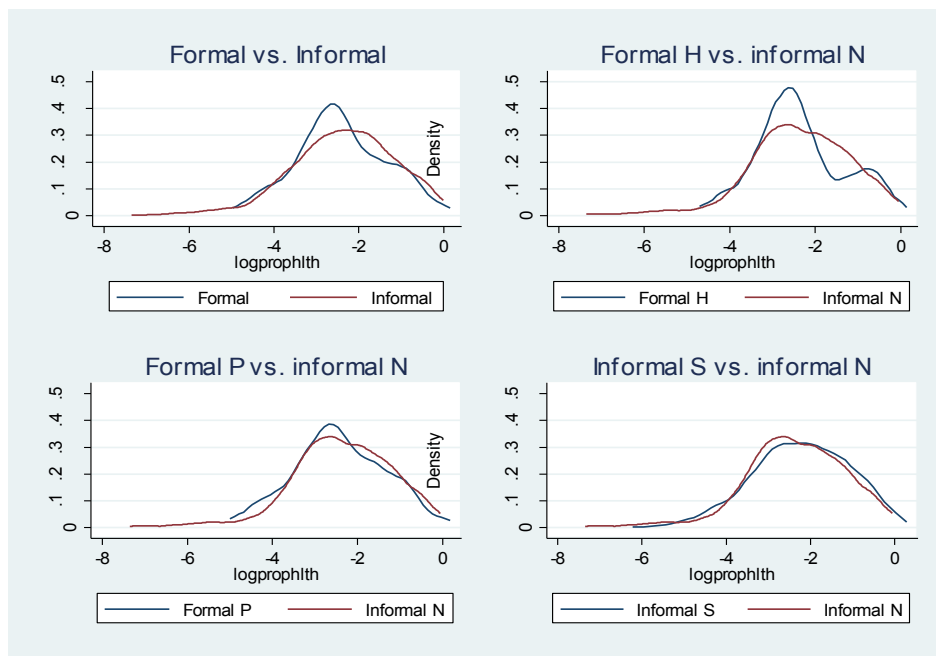 Formal vs. Informal
.5
.4
.3
.2
.1
0
Density
-8 -6 -4 -2 0
logprophlth
Formal Informal
Formal H vs. informal N
.5
.4
.3
.2
.1
0
-8 -6 -4 -2 0
logprophlth
Formal H Informal N
Formal P vs. informal N
.5
.4
.3
.2
.1
0
Density
-8 -6 -4 -2 0
logprophlth
Formal P Informal N
Informal S vs. informal N
.5
.4
.3
.2
.1
0
-8 -6 -4 -2 0
logprophlth
Informal S Informal N